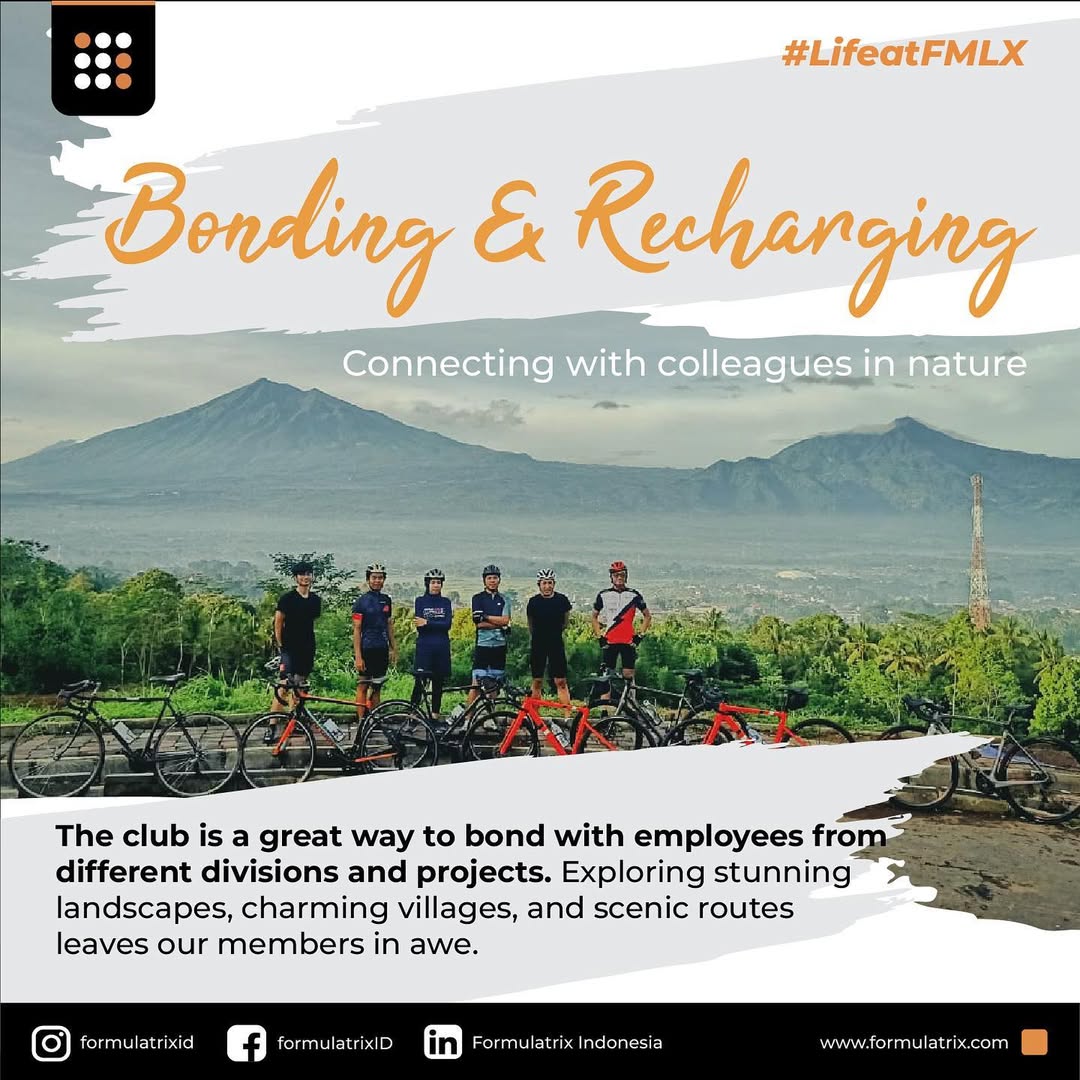 #LifeatFMLX
Bonding & Recharging
Connecting with colleagues in nature
The club is a great way to bond with employees from
different divisions and projects. Exploring stunning
landscapes, charming villages, and scenic routes
leaves our members in awe.
formulatrixid
formulatrixID
Formulatrix Indonesia
www.formulatrix.com